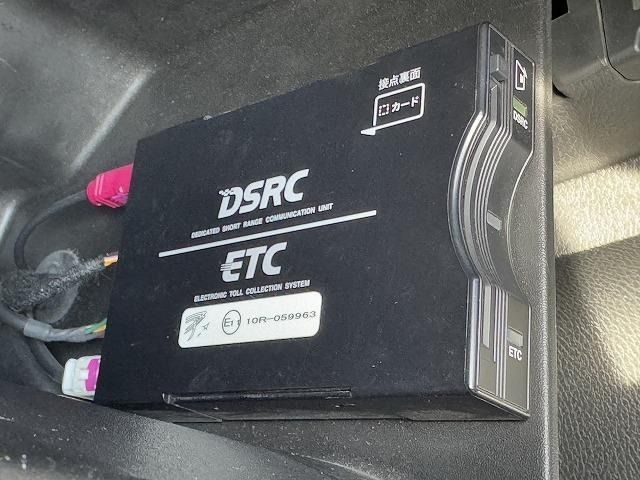 接点裏面
カード
DSRC
DSRC
DEDICATED SHORT RANGE COMMUNICATION UNIT
ETC
ELECTRONIC TOLL COLLECTION SYSTEM
E11 10R-059963
ETC